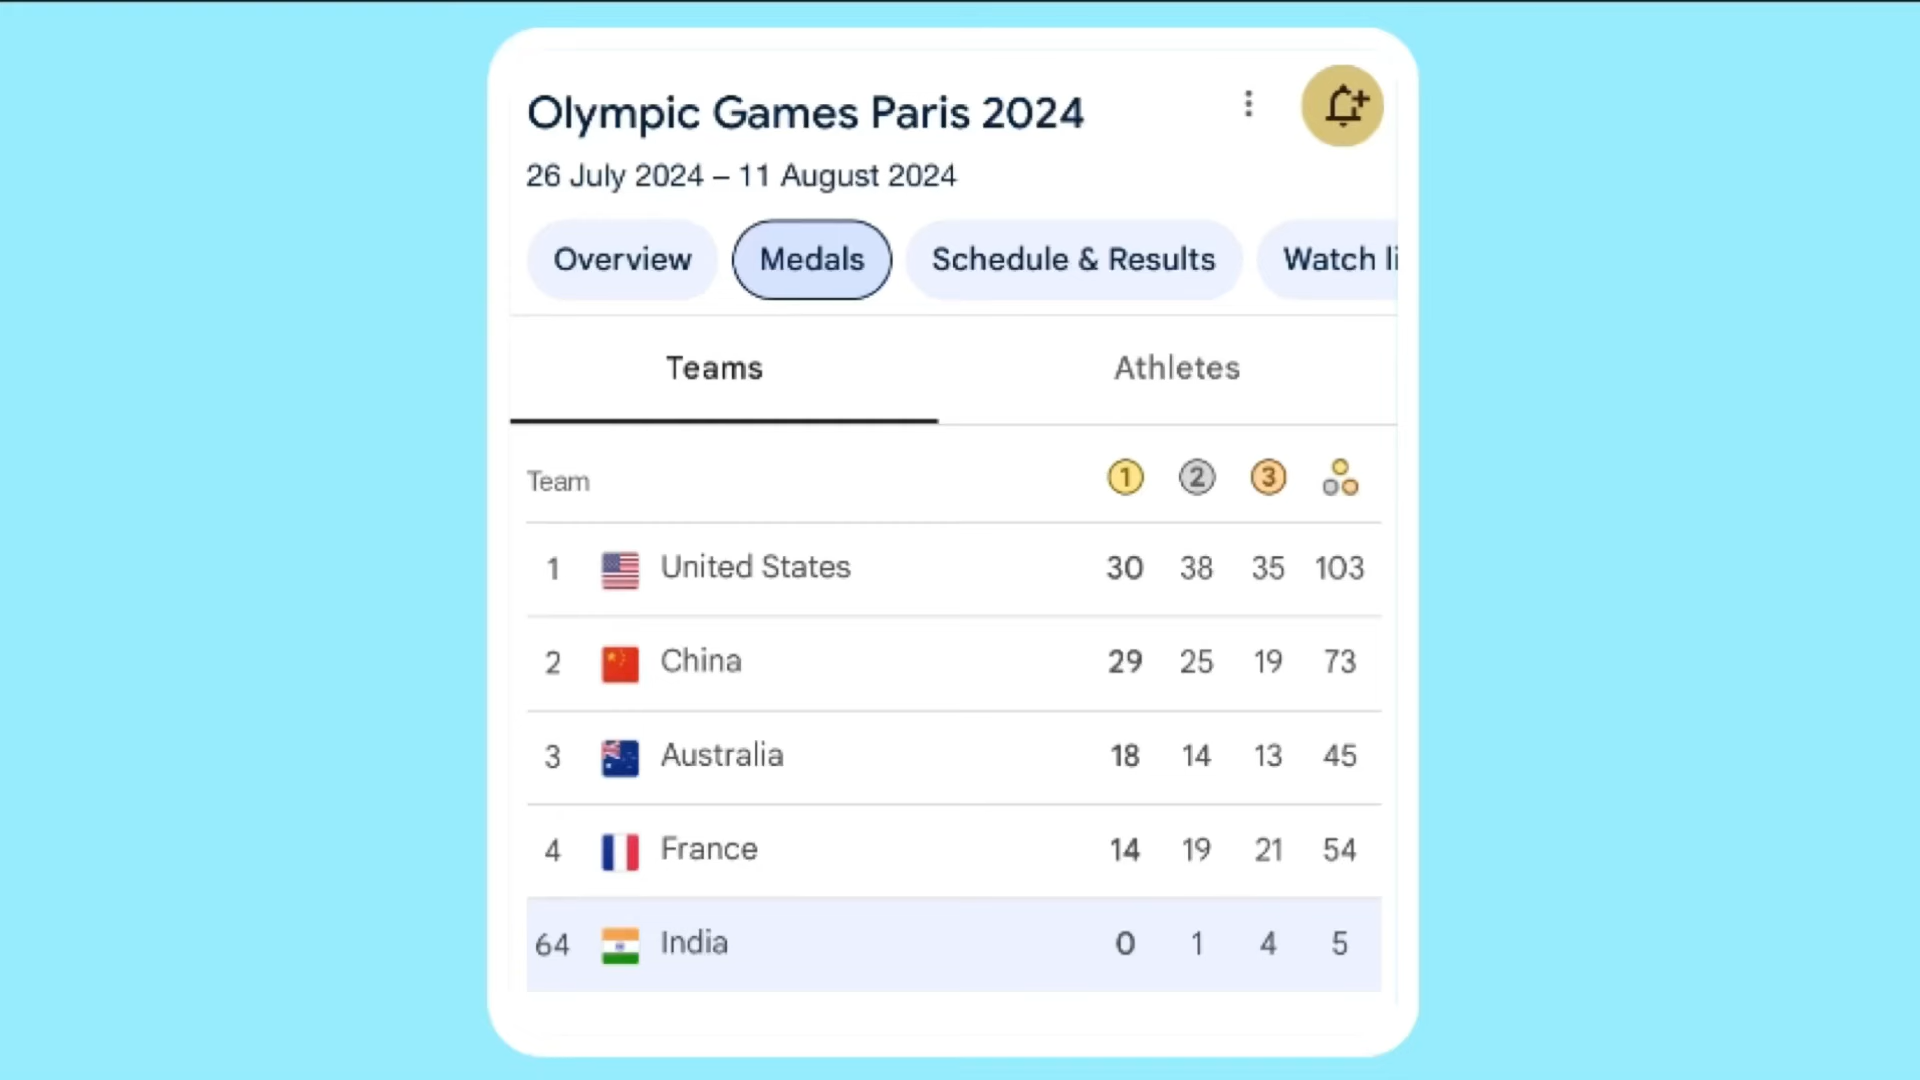 Olympic Games Paris 2024
26 July 2024 – 11 August 2024
Overview Medals Schedule & Results Watch li
Teams Athletes
Team 1 2 3
1 United States 30 38 35 103
2 China 29 25 19 73
3 Australia 18 14 13 45
4 France 14 19 21 54
64 India 0 1 4 5